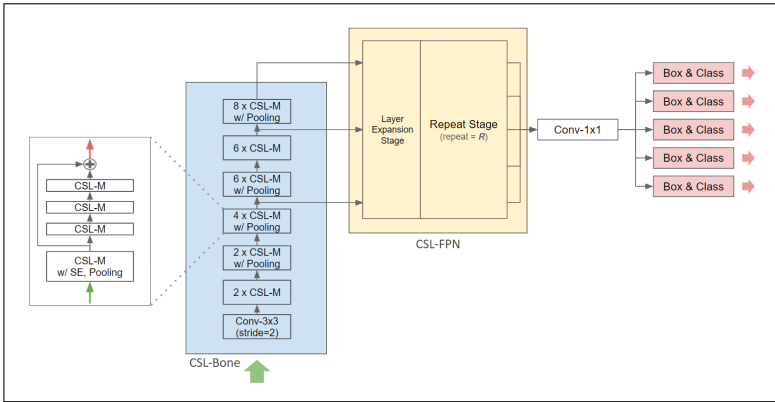 CSL-M
CSL-M
CSL-M
CSL-M
w/ SE, Pooling
8 x CSL-M
w/ Pooling
6 x CSL-M
6 x CSL-M
w/ Pooling
4 x CSL-M
w/ Pooling
2 x CSL-M
w/ Pooling
2 x CSL-M
Conv-3x3
(stride=2)
CSL-Bone
Layer
Expansion
Stage
Repeat Stage
(repeat = R)
CSL-FPN
Conv-1x1
Box & Class
Box & Class
Box & Class
Box & Class
Box & Class